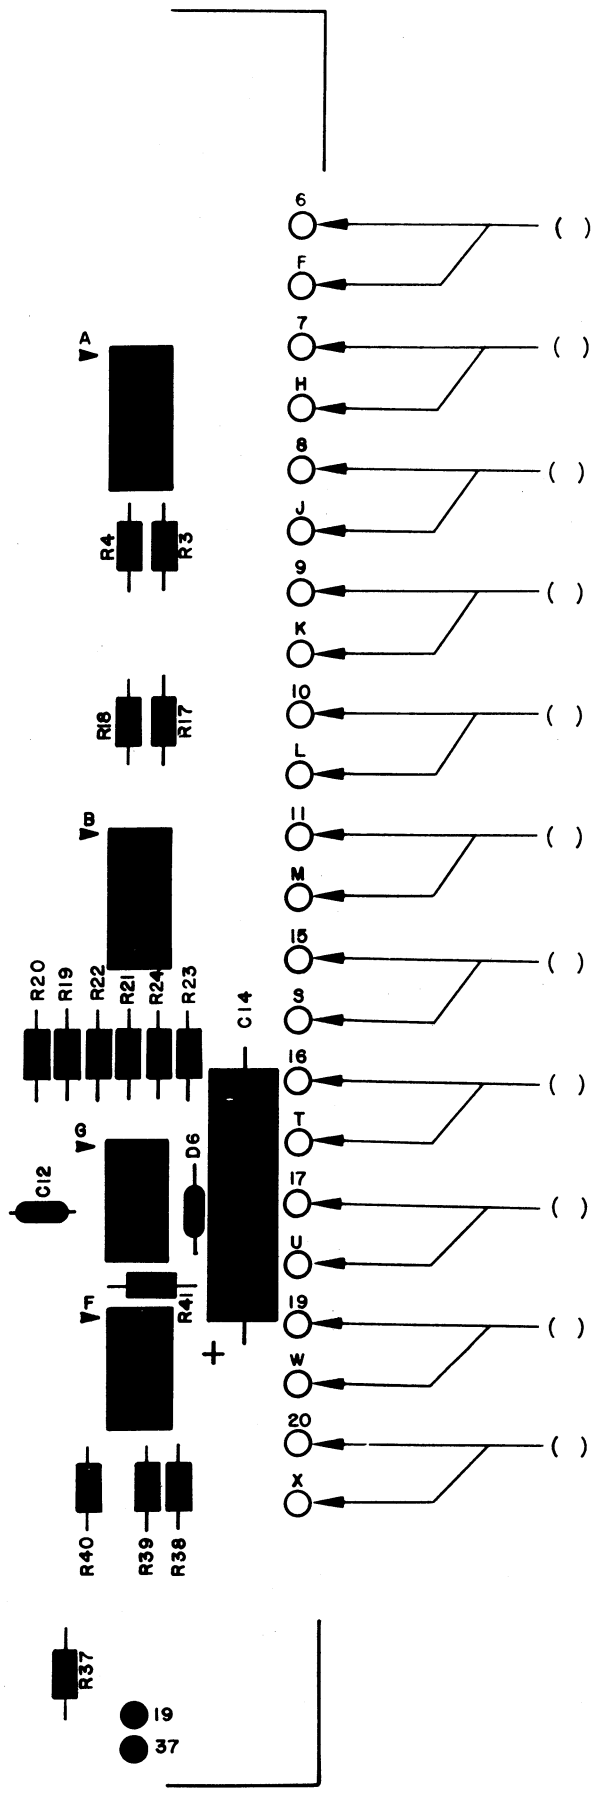 6
( )
F
7
( )
A
H
8
( )
J
R4
R3
9
( )
K
10
( )
R18
R17
L
11
( )
B
M
15
( )
R20
R19
R22
R21
R24
R23
C14
S
16
( )
G
T
D6
C12
17
( )
U
R41
F
19
( )
+
W
20
( )
X
R40
R39
R38
R37
19
37